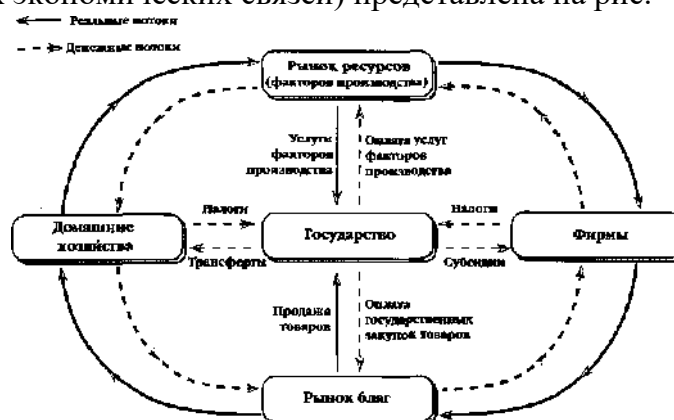 экономических связей) представлена на рис.
Реальные потоки
Денежные потоки
Рынок ресурсов
(факторов производства)
Услуги
факторов
производства
Оплата услуг
факторов
производства
Домашние
хозяйства
Налоги
Трансферты
Государство
Налоги
Субсидии
Фирмы
Продажа
товаров
Оплата
государственных
закупок товаров
Рынок благ